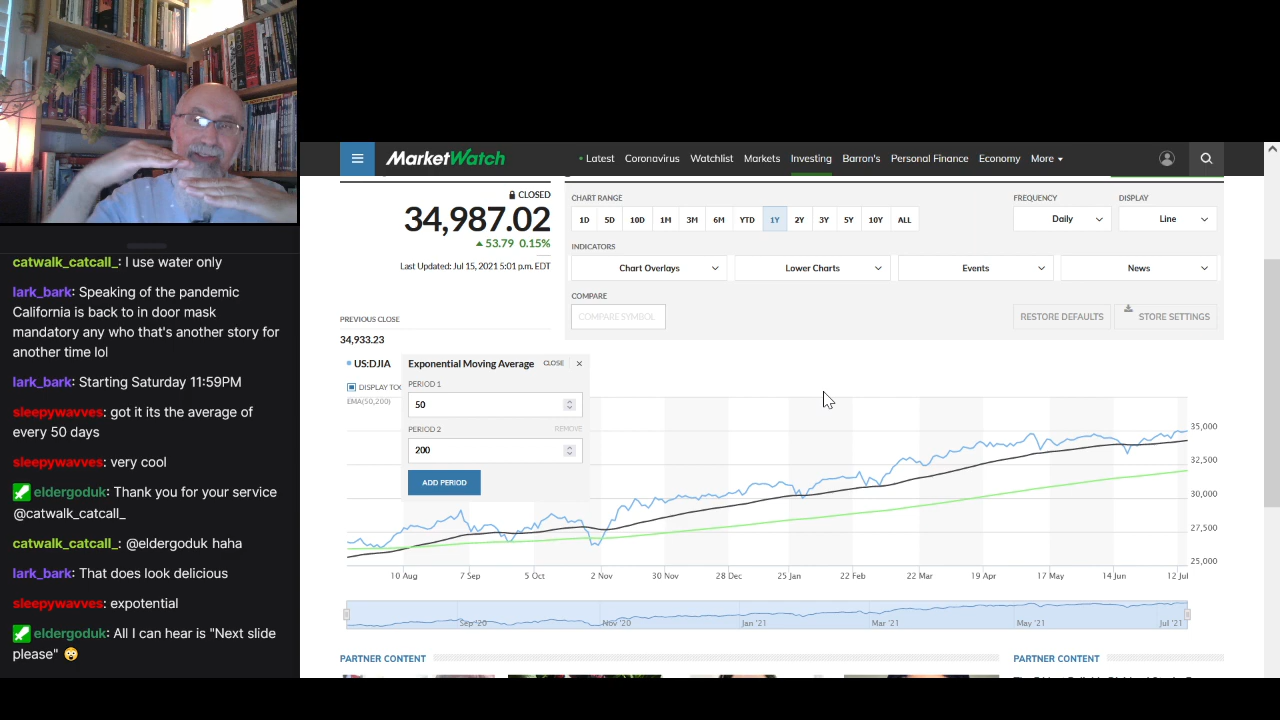 catwalk_catcall_: I use water only
lark_bark: Speaking of the pandemic
California is back to in door mask
mandatory any who that's another story for
another time lol
lark_bark: Starting Saturday 11:59PM
sleepywavves: got it its the average of
every 50 days
sleepywavves: very cool
eldergoduk: Thank you for your service
@catwalk_catcall_
catwalk_catcall_: @eldergoduk haha
lark_bark: That does look delicious
sleepywavves: expotential
eldergoduk: All I can hear is "Next slide
please" 😳
MarketWatch
Latest Coronavirus Watchlist Markets Investing Barron's Personal Finance Economy More
CLOSED
34,987.02
53.79 0.15%
Last Updated: Jul 15, 2021 5:01 p.m. EDT
PREVIOUS CLOSE
34,933.23
CHART RANGE
1D 5D 10D 1M 3M 6M YTD 1Y 2Y 3Y 5Y 10Y ALL
FREQUENCY
Daily
DISPLAY
Line
INDICATORS
Chart Overlays
Lower Charts
Events
News
COMPARE
COMPARE SYMBOL
RESTORE DEFAULTS
STORE SETTINGS
US:DJIA
DISPLAY TOO
EMA(50,200)
Exponential Moving Average
CLOSE ×
PERIOD 1
50
PERIOD 2
REMOVE
200
ADD PERIOD
35,000
32,500
30,000
27,500
25,000
10 Aug 7 Sep 5 Oct 2 Nov 30 Nov 28 Dec 25 Jan 22 Feb 22 Mar 19 Apr 17 May 14 Jun 12 Jul
Sep '20 Nov '20 Jan '21 Mar '21 May '21 Jul '21
PARTNER CONTENT
PARTNER CONTENT